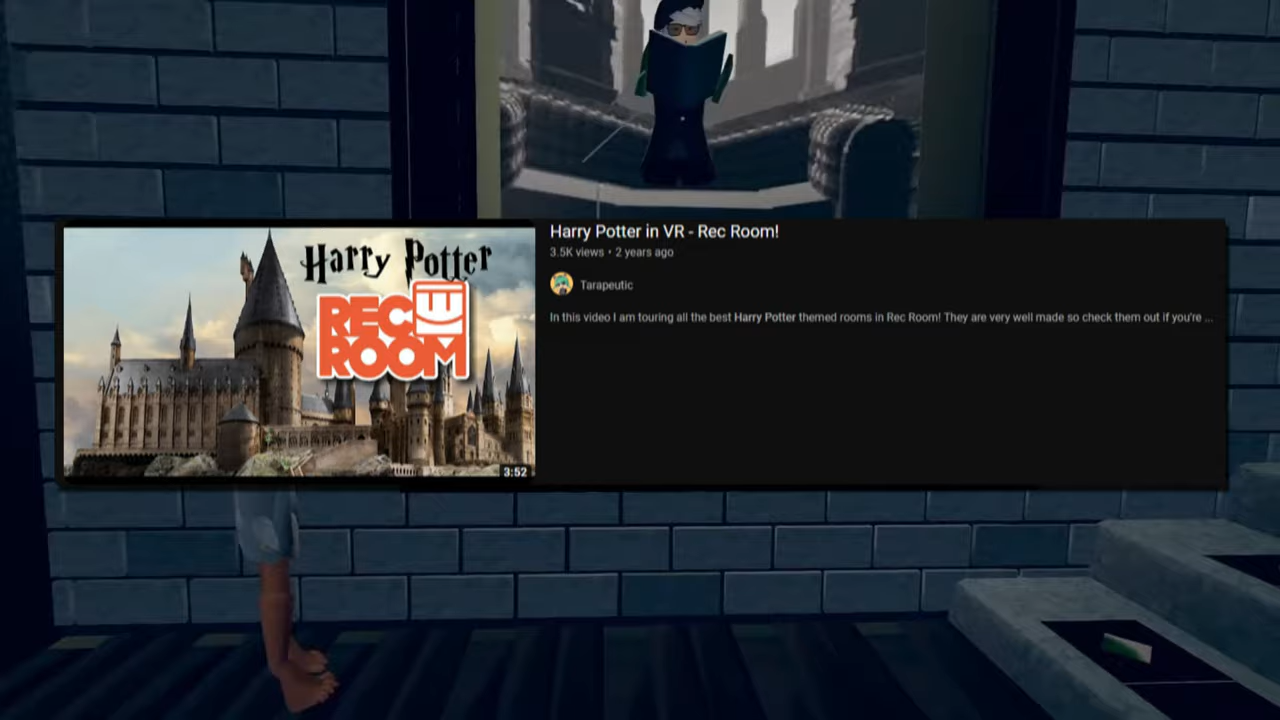 Harry Potter
REC
ROOM
3:52
Harry Potter in VR - Rec Room!
3.5K views • 2 years ago
Tarapeutic
In this video I am touring all the best Harry Potter themed rooms in Rec Room! They are very well made so check them out if you're ...